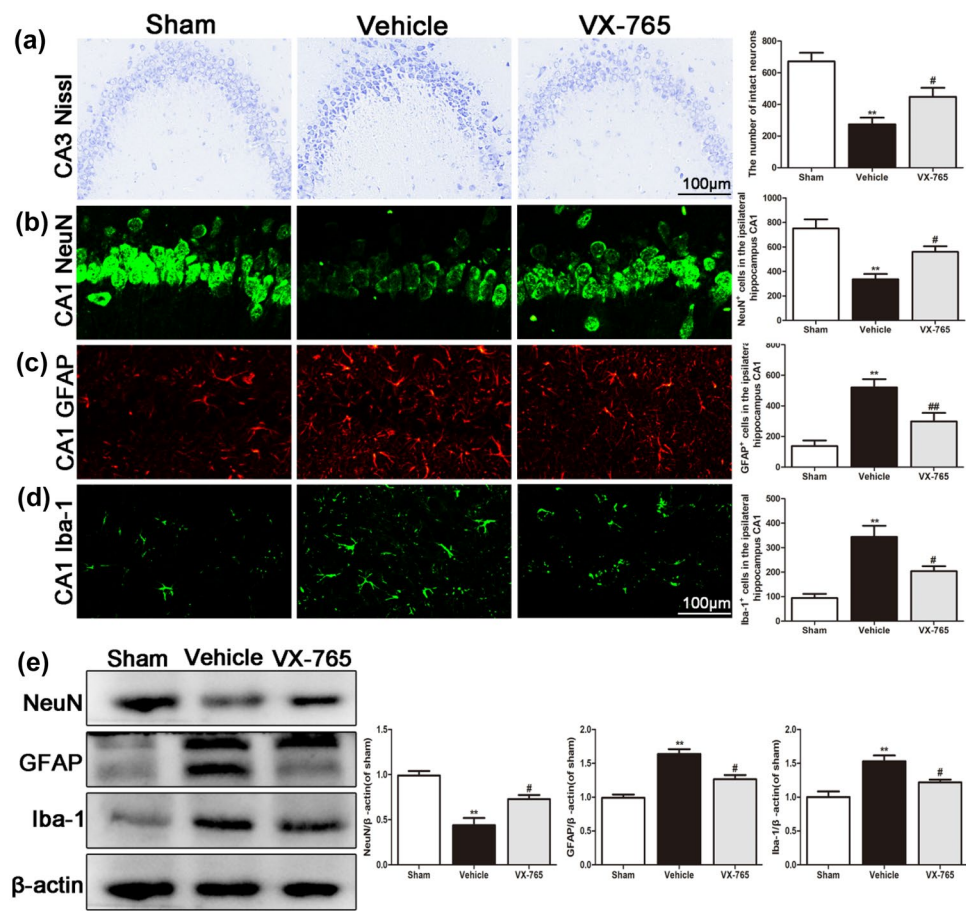 Sham Vehicle VX-765
(a)
CA3 Nissl
100μm
The number of intact neurons
800
600
400
200
0
**
#
Sham Vehicle VX-765
(b)
CA1 NeuN
NeuN⁺ cells in the ipsilateral
hippocampus CA1
1000
800
600
400
200
0
**
#
Sham Vehicle VX-765
(c)
CA1 GFAP
GFAP⁺ cells in the ipsilateral
hippocampus CA1
800
600
400
200
0
**
##
Sham Vehicle VX-765
(d)
CA1 Iba-1
100μm
Iba-1⁺ cells in the ipsilateral
hippocampus CA1
400
300
200
100
0
**
#
Sham Vehicle VX-765
(e)
Sham Vehicle VX-765
NeuN
GFAP
Iba-1
β-actin
NeuN/β -actin(of sham)
1.5
1.0
0.5
0.0
**
#
Sham Vehicle VX-765
GFAP/β -actin(of sham)
2.0
1.5
1.0
0.5
0.0
**
#
Sham Vehicle VX-765
Iba-1/β -actin(of sham)
2.0
1.5
1.0
0.5
0.0
**
#
Sham Vehicle VX-765